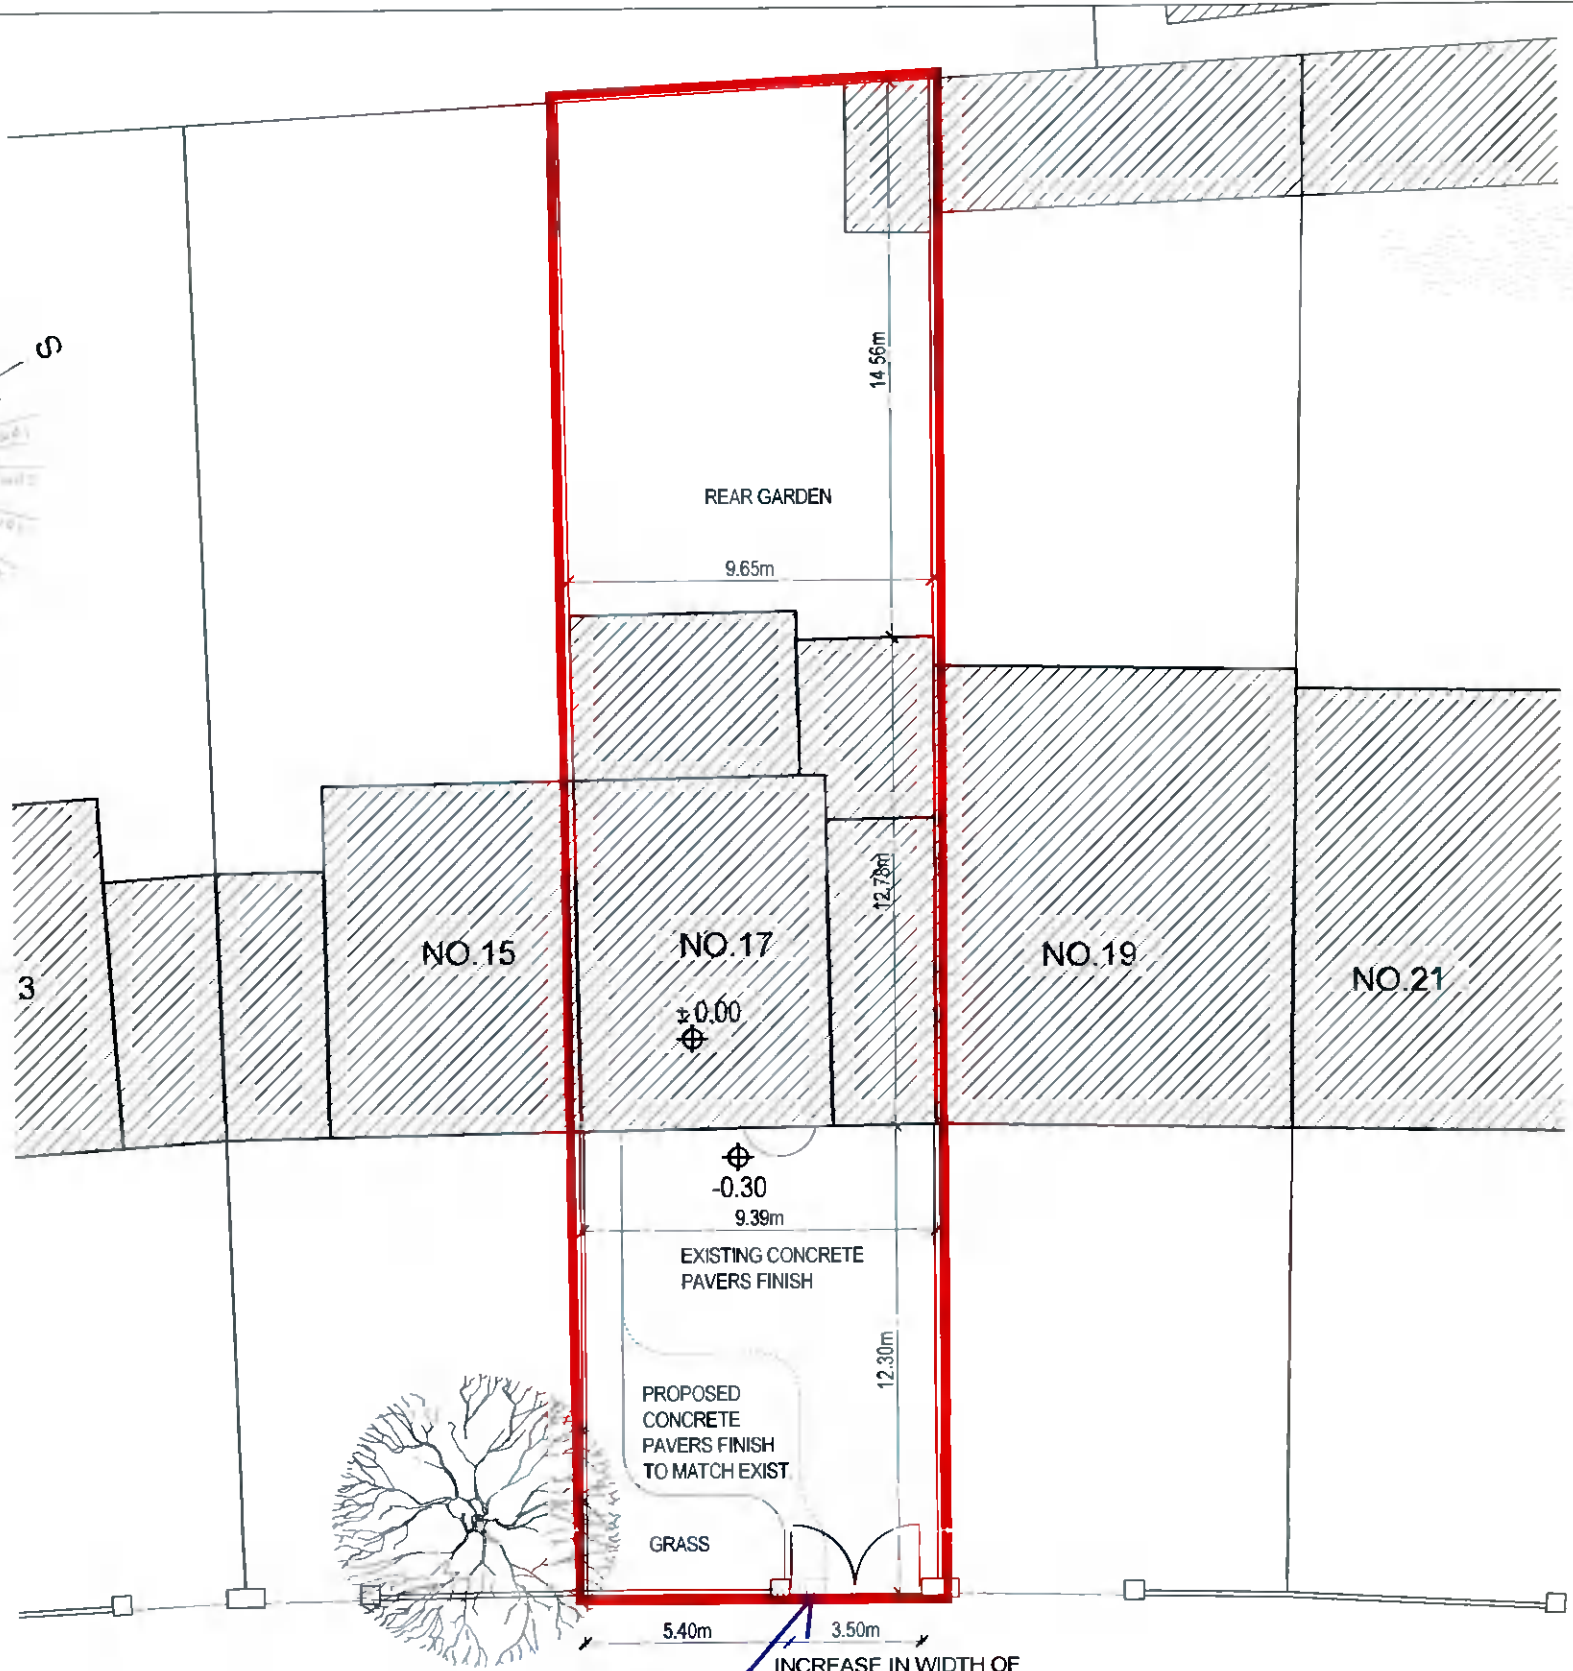 S
14.56m
REAR GARDEN
9.65m
12.78m
NO.15
NO.17
NO.19
NO.21
3
±0.00
-0.30
9.39m
EXISTING CONCRETE
PAVERS FINISH
12.30m
PROPOSED
CONCRETE
PAVERS FINISH
TO MATCH EXIST
GRASS
5.40m
3.50m
INCREASE IN WIDTH OF